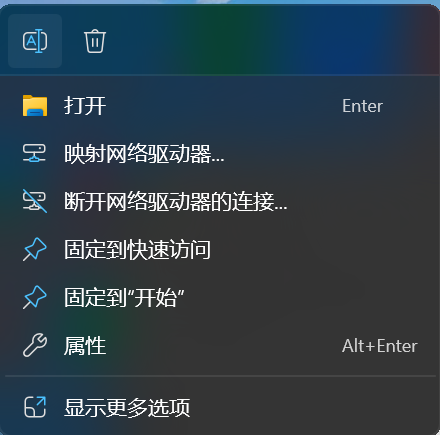 打开 Enter
映射网络驱动器...
断开网络驱动器的连接...
固定到快速访问
固定到“开始”
属性 Alt+Enter
显示更多选项